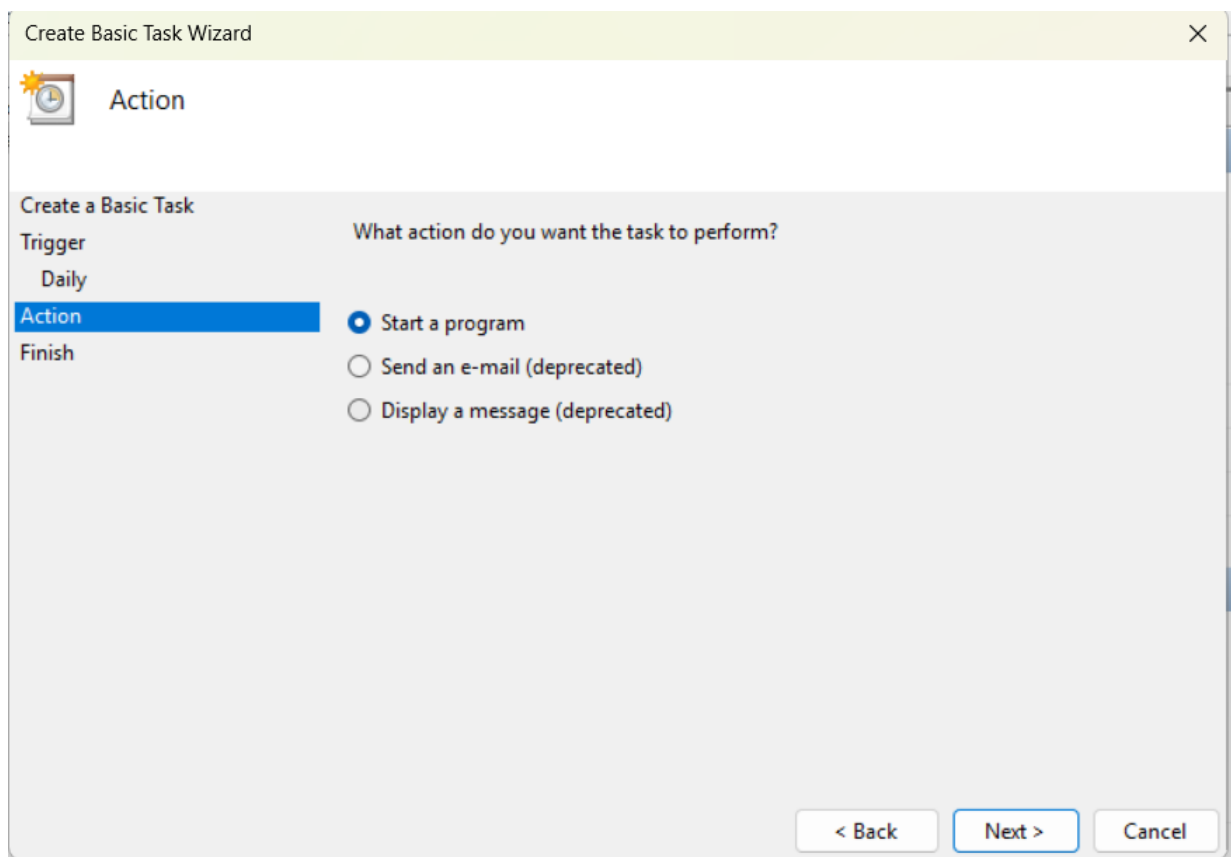 Create Basic Task Wizard
Action
Create a Basic Task
Trigger
Daily
Action
Finish
What action do you want the task to perform?
Start a program
Send an e-mail (deprecated)
Display a message (deprecated)
< Back
Next >
Cancel